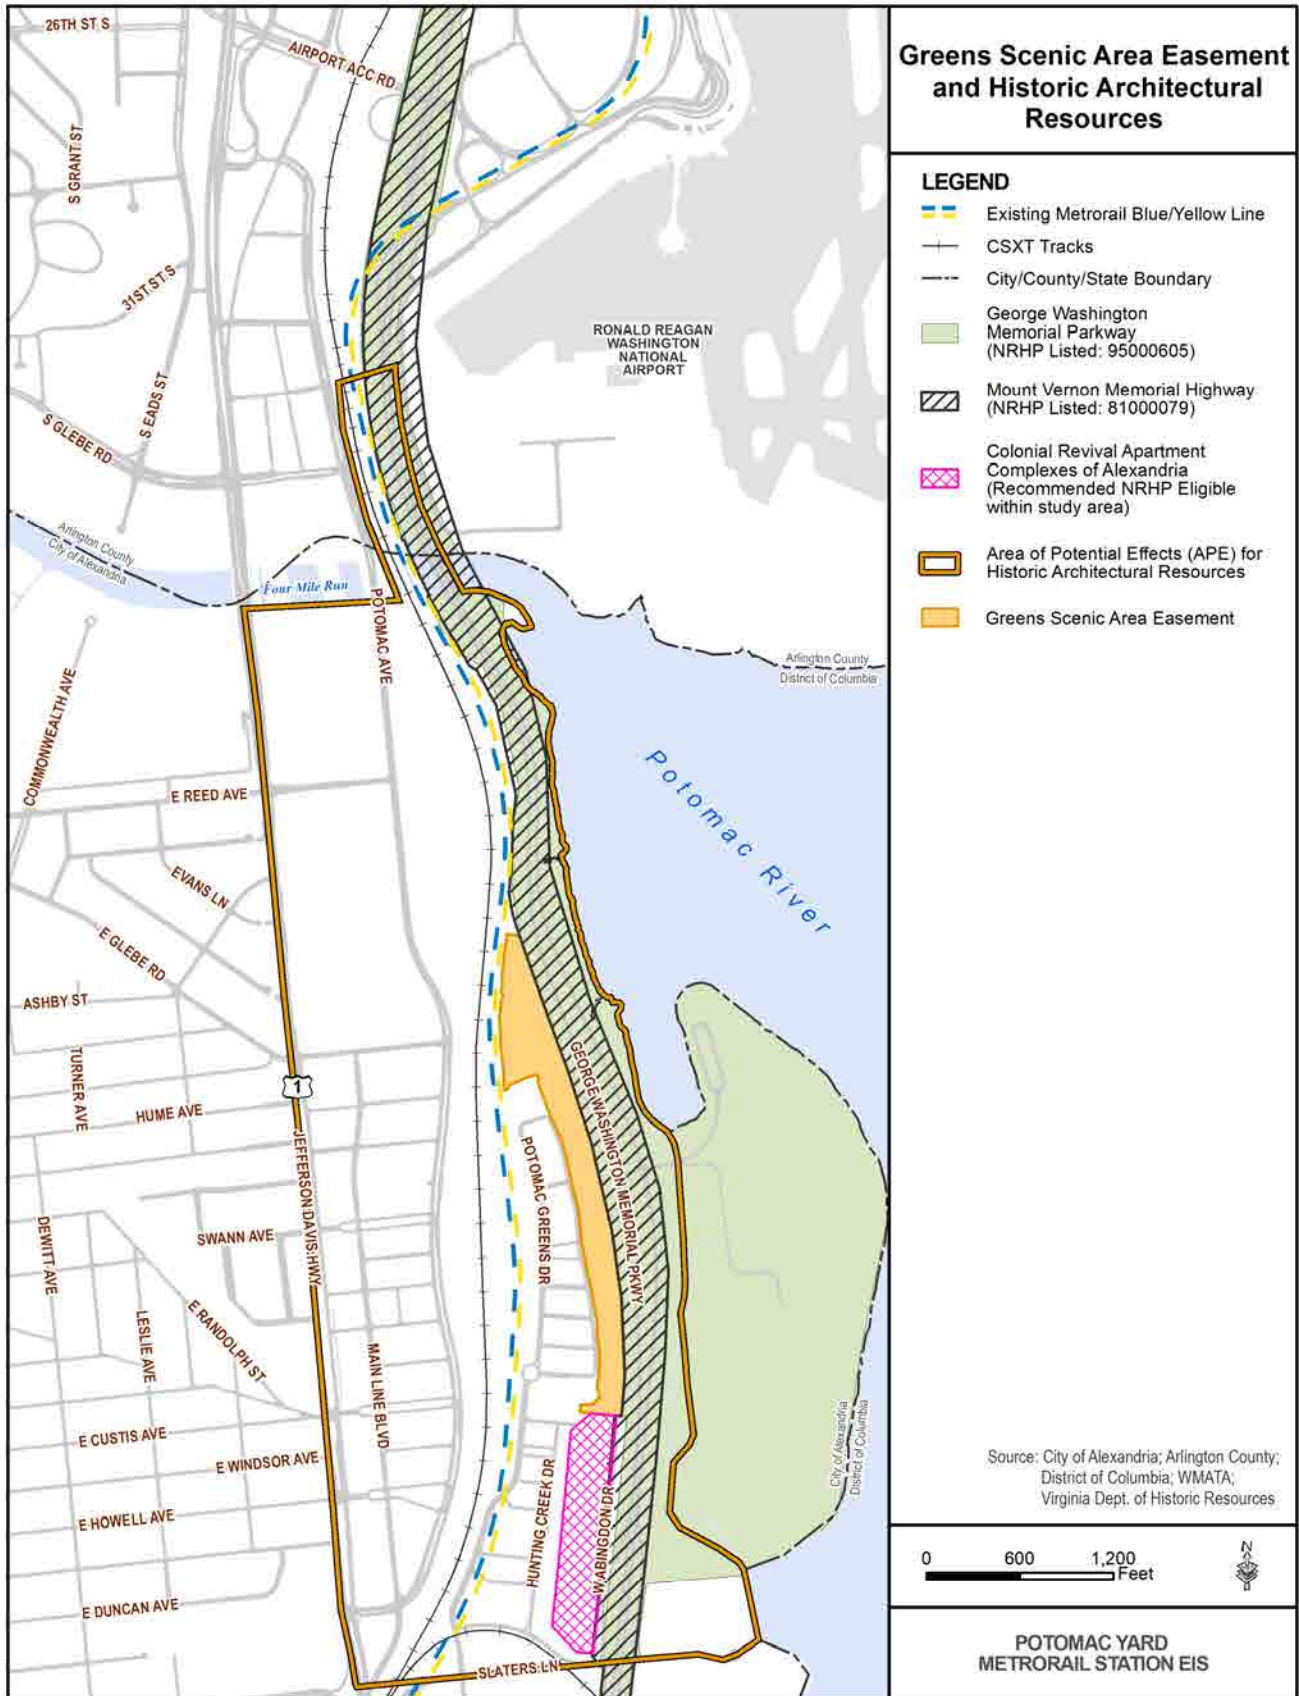 26TH ST S
AIRPORT ACC RD
S GRANT ST
31ST ST S
S EADS ST
S GLEBE RD
RONALD REAGAN
WASHINGTON
NATIONAL
AIRPORT
Arlington County
City of Alexandria
Four Mile Run
POTOMAC AVE
Arlington County
District of Columbia
COMMONWEALTH AVE
E REED AVE
Potomac River
EVANS LN
E GLEBE RD
ASHBY ST
TURNER AVE
HUME AVE
1
JEFFERSON DAVIS HWY
GEORGE WASHINGTON MEMORIAL PKWY
POTOMAC GREENS DR
DEWITT AVE
SWANN AVE
LESLIE AVE
E RANDOLPH ST
MAIN LINE BLVD
E CUSTIS AVE
E WINDSOR AVE
E HOWELL AVE
E DUNCAN AVE
HUNTING CREEK DR
W ABINGDON DR
SLATERS LN
City of Alexandria
District of Columbia
Greens Scenic Area Easement
and Historic Architectural
Resources
LEGEND
Existing Metrorail Blue/Yellow Line
CSXT Tracks
City/County/State Boundary
George Washington
Memorial Parkway
(NRHP Listed: 95000605)
Mount Vernon Memorial Highway
(NRHP Listed: 81000079)
Colonial Revival Apartment
Complexes of Alexandria
(Recommended NRHP Eligible
within study area)
Area of Potential Effects (APE) for
Historic Architectural Resources
Greens Scenic Area Easement
Source: City of Alexandria; Arlington County;
District of Columbia; WMATA;
Virginia Dept. of Historic Resources
0 600 1,200
Feet
N
POTOMAC YARD
METRORAIL STATION EIS